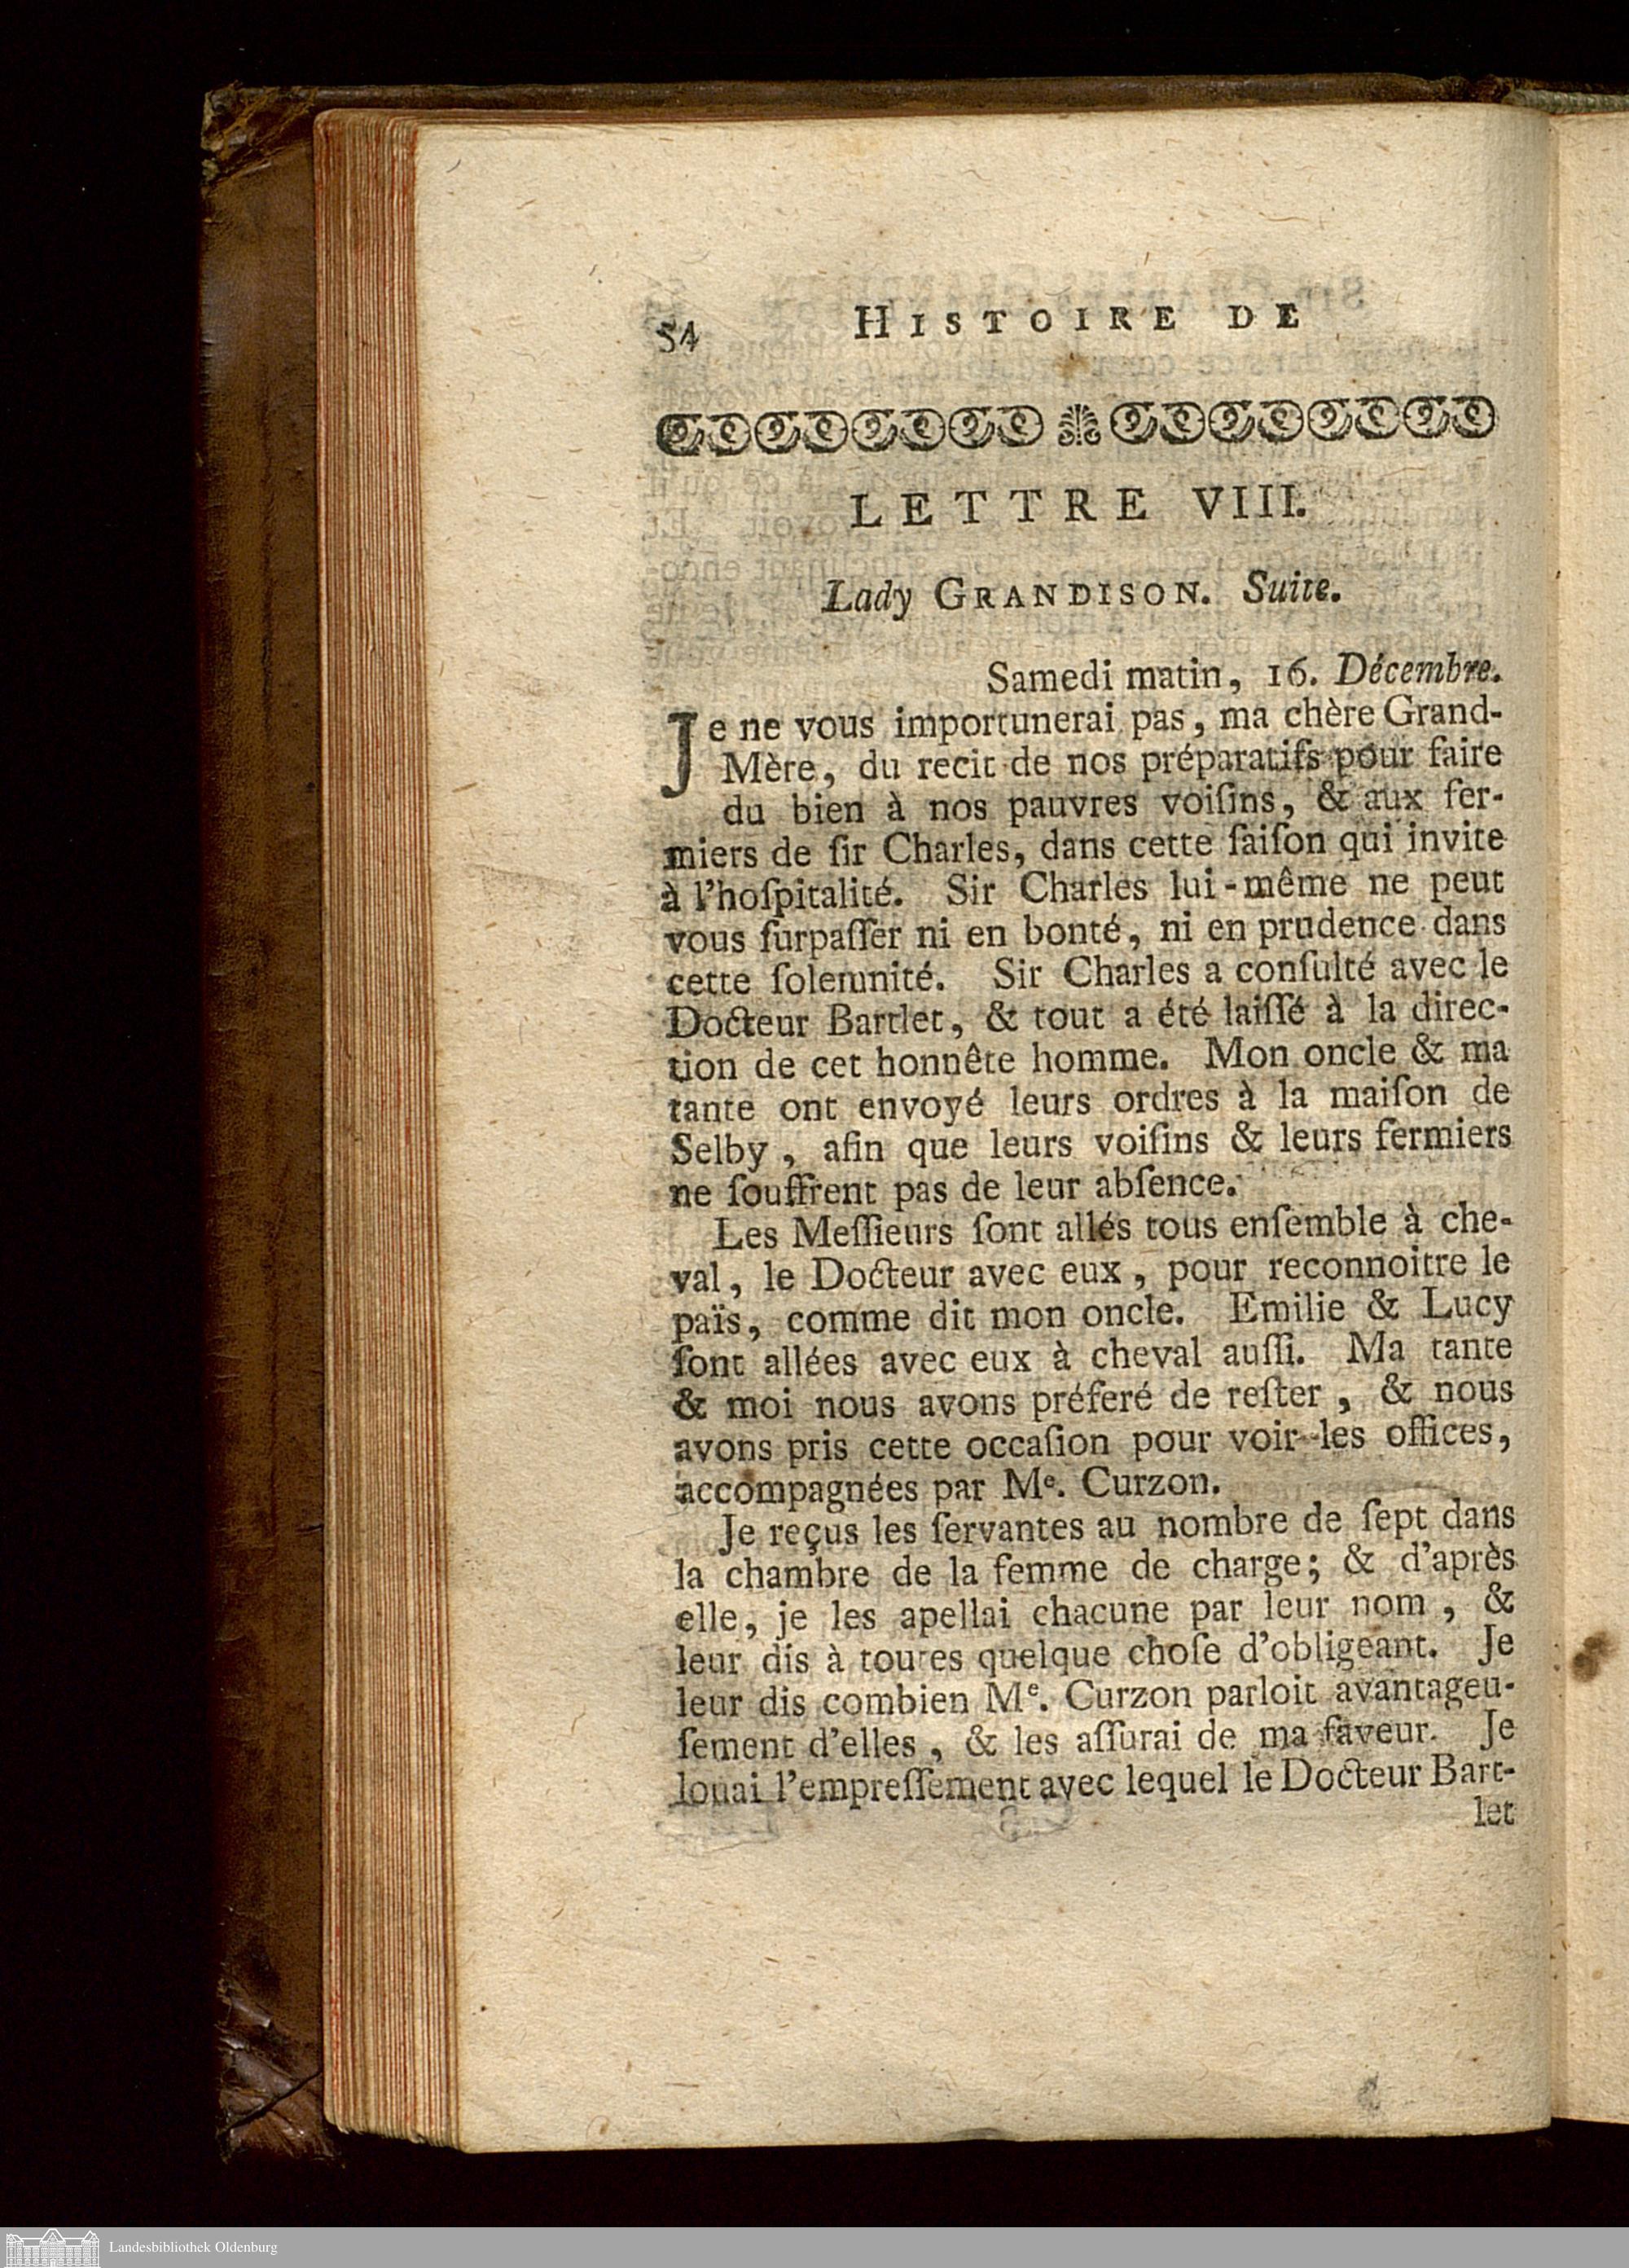 54 HISTOIRE DE
LETTRE VIII.
Lady GRANDISON. Suite.
Samedi matin, 16. Décembre.
Je ne vous importunerai pas, ma chère Grand-
Mère, du recit de nos préparatifs pour faire
du bien à nos pauvres voiſins, & aux fer-
miers de ſir Charles, dans cette ſaiſon qui invite
à l'hoſpitalité. Sir Charles lui-même ne peut
vous ſurpaſſer ni en bonté, ni en prudence dans
cette ſolemnité. Sir Charles a conſulté avec le
Docteur Bartlet, & tout a été laiſſé à la direc-
tion de cet honnête homme. Mon oncle & ma
tante ont envoyé leurs ordres à la maiſon de
Selby, afin que leurs voiſins & leurs fermiers
ne ſouffrent pas de leur abſence.
Les Meſſieurs ſont allés tous enſemble à che-
val, le Docteur avec eux, pour reconnoitre le
païs, comme dit mon oncle. Emilie & Lucy
ſont allées avec eux à cheval auſſi. Ma tante
& moi nous avons préferé de reſter, & nous
avons pris cette occaſion pour voir les offices,
accompagnées par Me. Curzon.
Je reçus les ſervantes au nombre de ſept dans
la chambre de la femme de charge; & d'après
elle, je les apellai chacune par leur nom, &
leur dis à toutes quelque choſe d'obligeant. Je
leur dis combien Me. Curzon parloit avantageu-
ſement d'elles, & les aſſurai de ma faveur. Je
louai l'empreſſement avec lequel le Docteur Bart-
let
Landesbibliothek Oldenburg